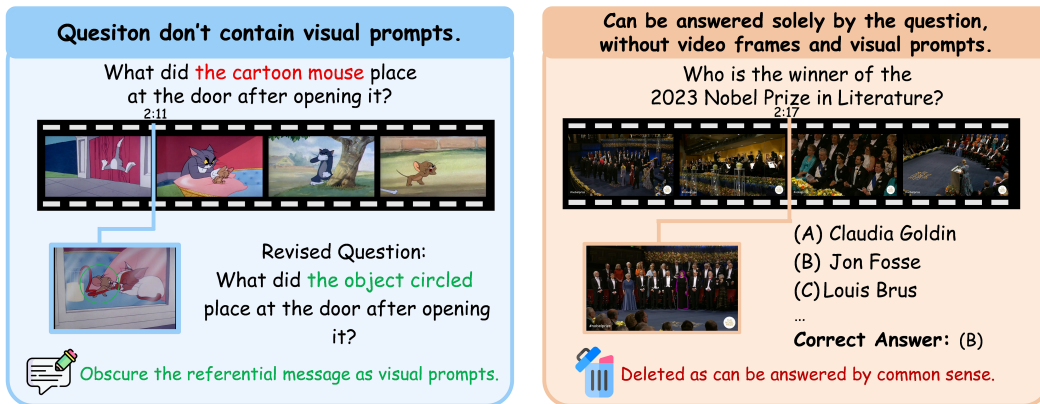 Quesiton don't contain visual prompts.
What did the cartoon mouse place
at the door after opening it?
2:11
Revised Question:
What did the object circled
place at the door after opening
it?
Obscure the referential message as visual prompts.
Can be answered solely by the question,
without video frames and visual prompts.
Who is the winner of the
2023 Nobel Prize in Literature?
2:17
(A) Claudia Goldin
(B) Jon Fosse
(C) Louis Brus
...
Correct Answer: (B)
#nobelprize
Deleted as can be answered by common sense.